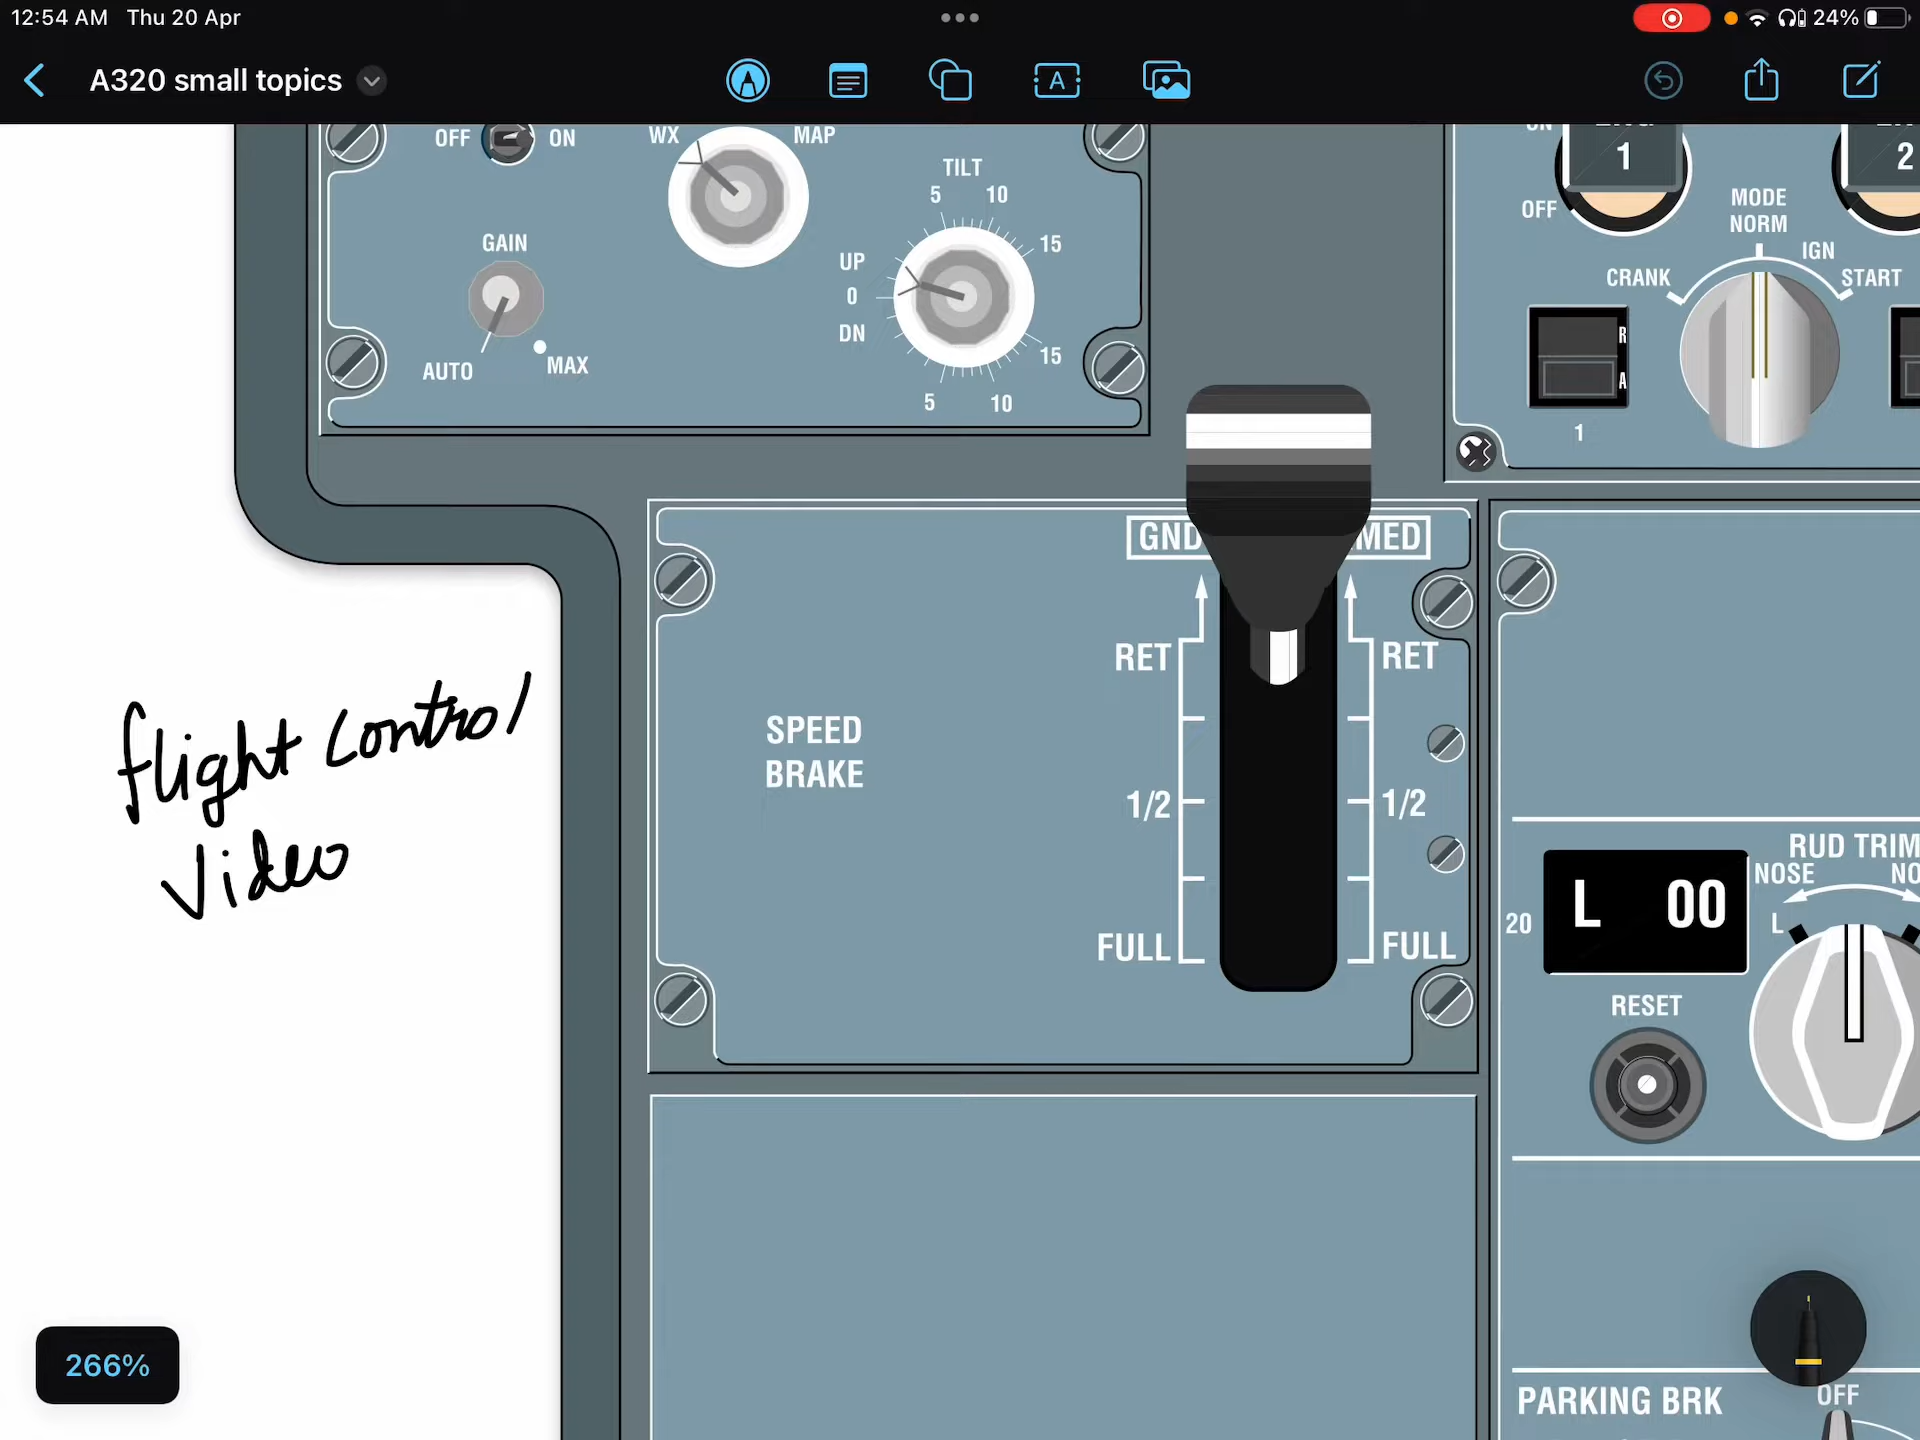 12:54 AM Thu 20 Apr
24%
A320 small topics
A
OFF ON
WX MAP
TILT
5 10
15
UP
0
DN
15
5 10
GAIN
AUTO MAX
1
2
OFF
MODE
NORM
IGN
CRANK START
R
A
1
GND MED
RET RET
SPEED
BRAKE
1/2 1/2
FULL FULL
flight control
video
RUD TRIM
NOSE
L
20
L 00
RESET
PARKING BRK
OFF
266%